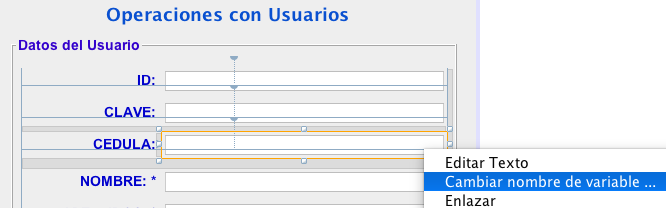 Operaciones con Usuarios
Datos del Usuario
ID:
CLAVE:
CEDULA:
Editar Texto
NOMBRE: *
Cambiar nombre de variable ...
Enlazar